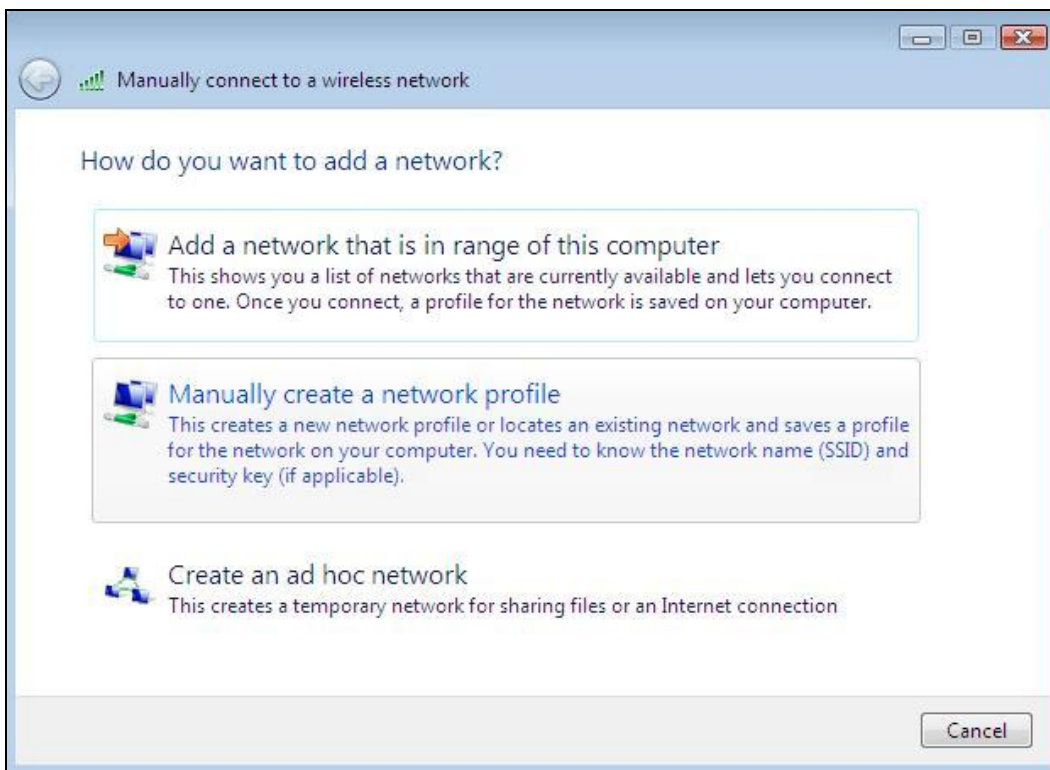 Manually connect to a wireless network
How do you want to add a network?
Add a network that is in range of this computer
This shows you a list of networks that are currently available and lets you connect
to one. Once you connect, a profile for the network is saved on your computer.
Manually create a network profile
This creates a new network profile or locates an existing network and saves a profile
for the network on your computer. You need to know the network name (SSID) and
security key (if applicable).
Create an ad hoc network
This creates a temporary network for sharing files or an Internet connection
Cancel